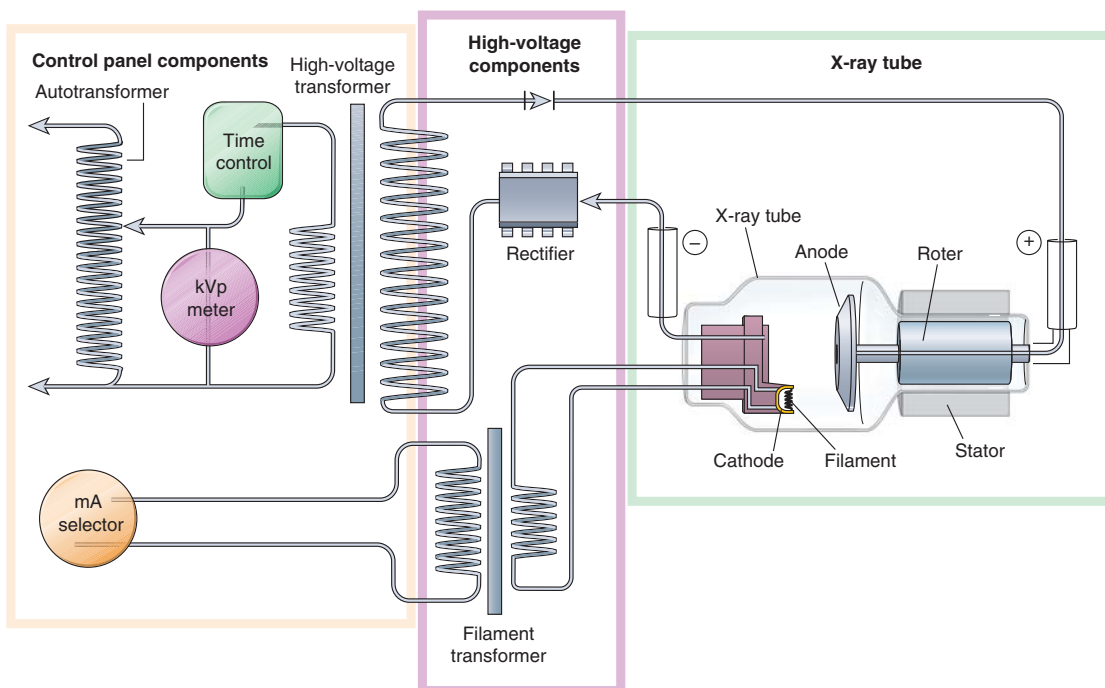 Control panel components
Autotransformer
High-voltage
transformer
Time
control
kVp
meter
mA
selector
High-voltage
components
Rectifier
Filament
transformer
X-ray tube
X-ray tube
−
+
Anode
Roter
Cathode
Filament
Stator